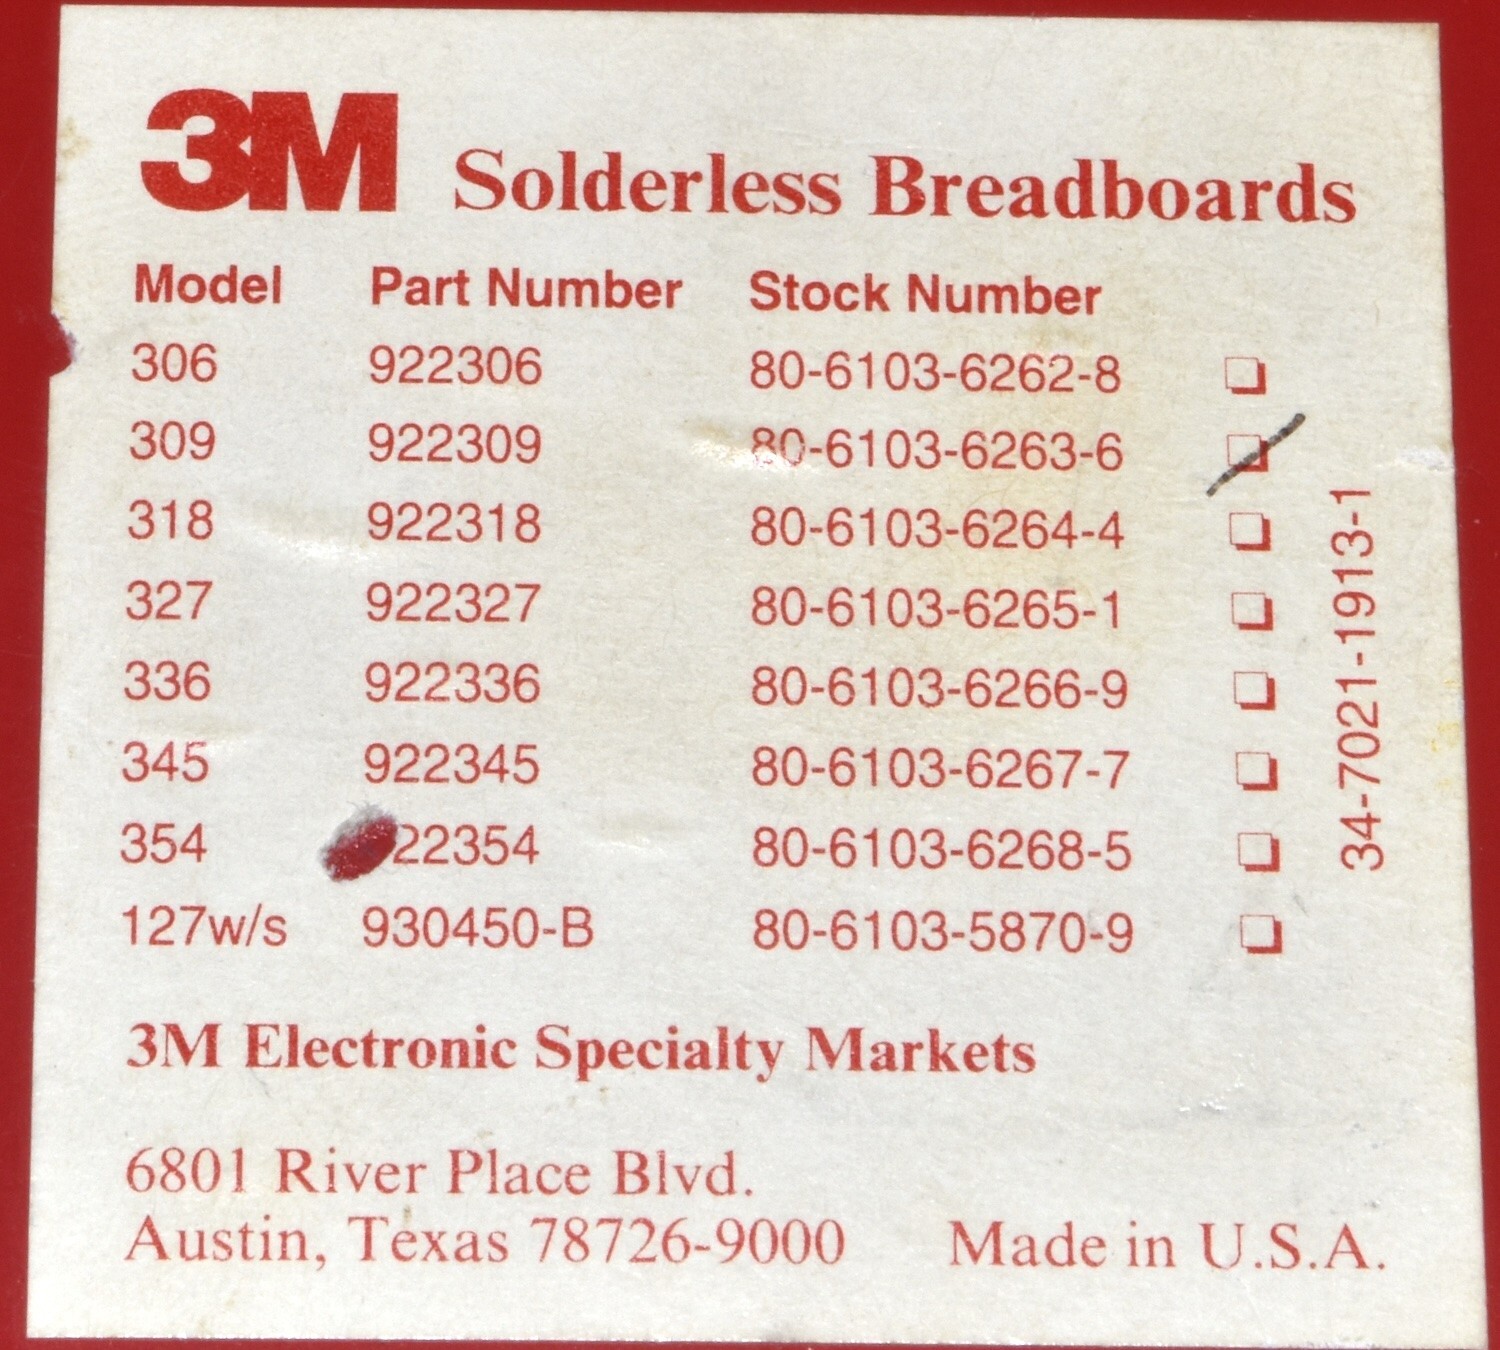 3M Solderless Breadboards
Model Part Number Stock Number
306 922306 80-6103-6262-8
309 922309 80-6103-6263-6
318 922318 80-6103-6264-4
327 922327 80-6103-6265-1
336 922336 80-6103-6266-9
345 922345 80-6103-6267-7
354 22354 80-6103-6268-5
127w/s 930450-B 80-6103-5870-9
34-7021-1913-1
3M Electronic Specialty Markets
6801 River Place Blvd.
Austin, Texas 78726-9000 Made in U.S.A.